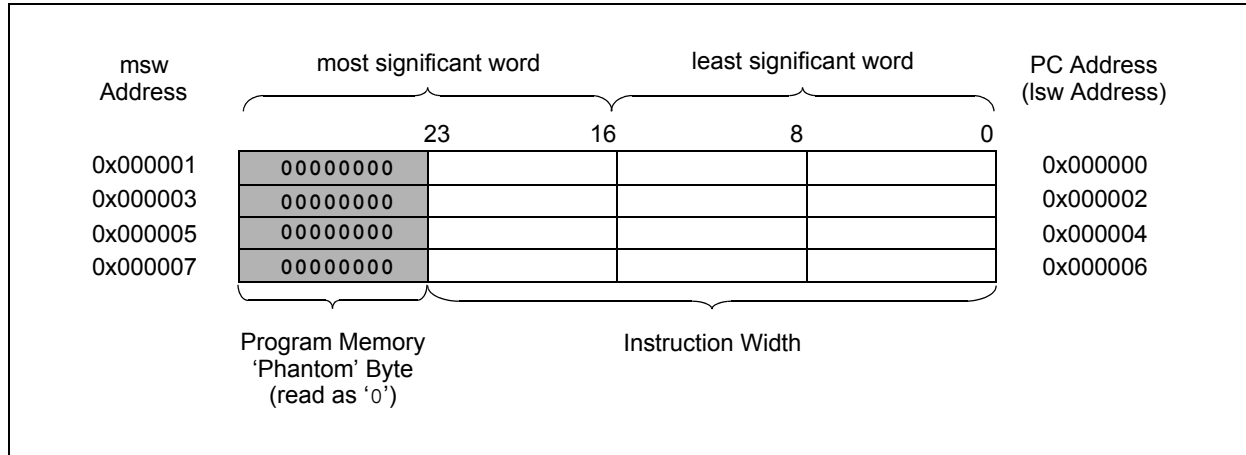 msw
Address
most significant word
least significant word
PC Address
(lsw Address)
23 16 8 0
0x000001 00000000 0x000000
0x000003 00000000 0x000002
0x000005 00000000 0x000004
0x000007 00000000 0x000006
Program Memory
‘Phantom’ Byte
(read as ‘0’)
Instruction Width